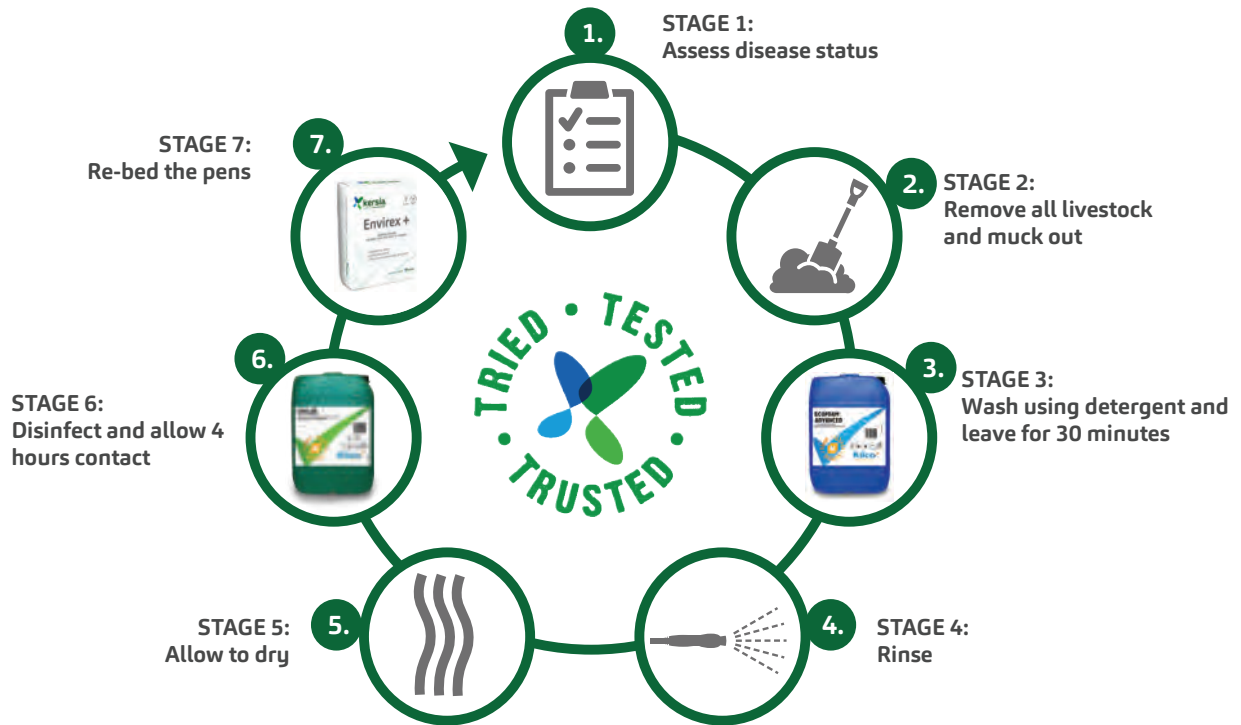 1.
STAGE 1:
Assess disease status
2.
STAGE 2:
Remove all livestock
and muck out
3.
STAGE 3:
Wash using detergent and
leave for 30 minutes
ECOFOAM
ADVANCED
Kilco
4.
STAGE 4:
Rinse
5.
STAGE 5:
Allow to dry
6.
STAGE 6:
Disinfect and allow 4
hours contact
7.
STAGE 7:
Re-bed the pens
kersia
Envirex +
TRIED • TESTED • TRUSTED •